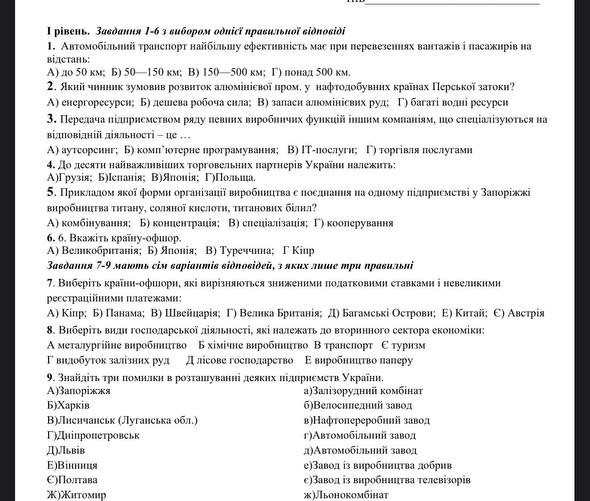 І рівень. Завдання 1-6 з вибором однієї правильної відповіді
1. Автомобільний транспорт найбільшу ефективність має при перевезеннях вантажів і пасажирів на
відстань:
А) до 50 км; Б) 50—150 км; В) 150—500 км; Г) понад 500 км.
2. Який чинник зумовив розвиток алюмінієвої пром. у нафтодобувних країнах Перської затоки?
А) енергоресурси; Б) дешева робоча сила; В) запаси алюмінієвих руд; Г) багаті водні ресурси
3. Передача підприємством ряду певних виробничих функцій іншим компаніям, що спеціалізуються на
відповідній діяльності – це …
А) аутсорсинг; Б) комп’ютерне програмування; В) ІТ-послуги; Г) торгівля послугами
4. До десяти найважливіших торговельних партнерів України належить:
А)Грузія; Б)Іспанія; В)Японія; Г)Польща.
5. Прикладом якої форми організації виробництва є поєднання на одному підприємстві у Запоріжжі
виробництва титану, соляної кислоти, титанових білил?
А) комбінування; Б) концентрація; В) спеціалізація; Г) кооперування
6. 6. Вкажіть країну-офшор.
А) Великобританія; Б) Японія; В) Туреччина; Г Кіпр
Завдання 7-9 мають сім варіантів відповідей, з яких лише три правильні
7. Виберіть країни-офшори, які вирізняються зниженими податковими ставками і невеликими
реєстраційними платежами:
А) Кіпр; Б) Панама; В) Швейцарія; Г) Велика Британія; Д) Багамські Острови; Е) Китай; Є) Австрія
8. Виберіть види господарської діяльності, які належать до вторинного сектора економіки:
А металургійне виробництво Б хімічне виробництво В транспорт Є туризм
Г видобуток залізних руд Д лісове господарство Е виробництво паперу
9. Знайдіть три помилки в розташуванні деяких підприємств України.
А)Запоріжжя а)Залізорудний комбінат
Б)Харків б)Велосипедний завод
В)Лисичанськ (Луганська обл.) в)Нафтопереробний завод
Г)Дніпропетровськ г)Автомобільний завод
Д)Львів д)Автомобільний завод
Е)Вінниця е)Завод із виробництва добрив
Є)Полтава є)Завод із виробництва телевізорів
Ж)Житомир ж)Льонокомбінат